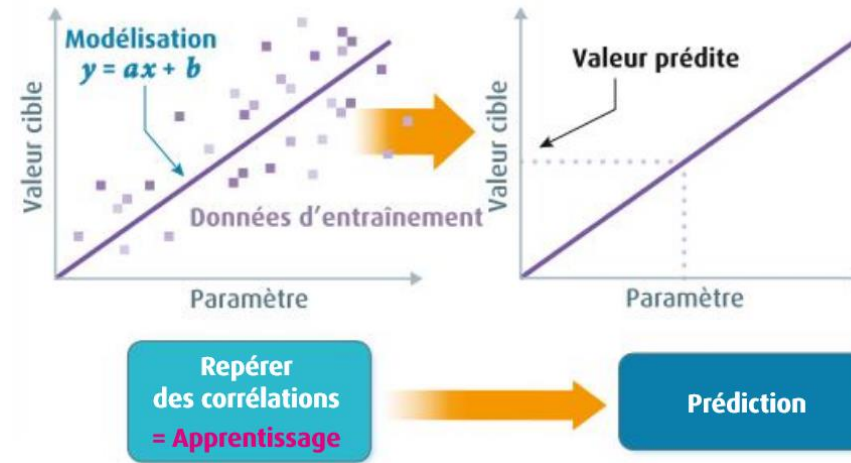 Modélisation
y = ax + b
Valeur cible
Données d'entraînement
Paramètre
Valeur prédite
Valeur cible
Paramètre
Repérer
des corrélations
= Apprentissage
Prédiction